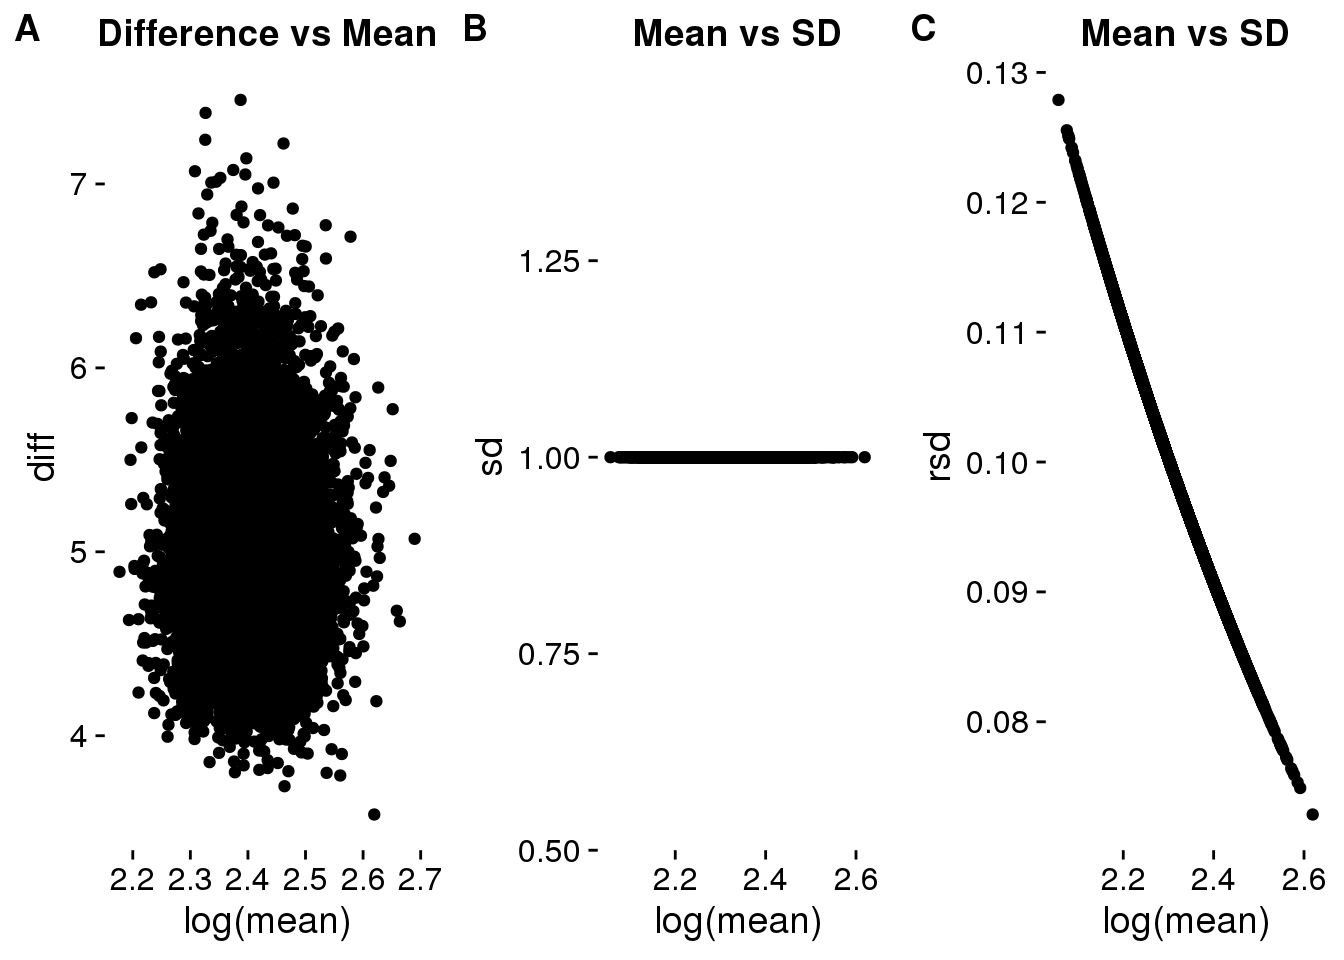 A
Difference vs Mean
diff
7
6
5
4
2.2 2.3 2.4 2.5 2.6 2.7
log(mean)
B
Mean vs SD
sd
1.25
1.00
0.75
0.50
2.2 2.4 2.6
log(mean)
C
Mean vs SD
rsd
0.13
0.12
0.11
0.10
0.09
0.08
2.2 2.4 2.6
log(mean)